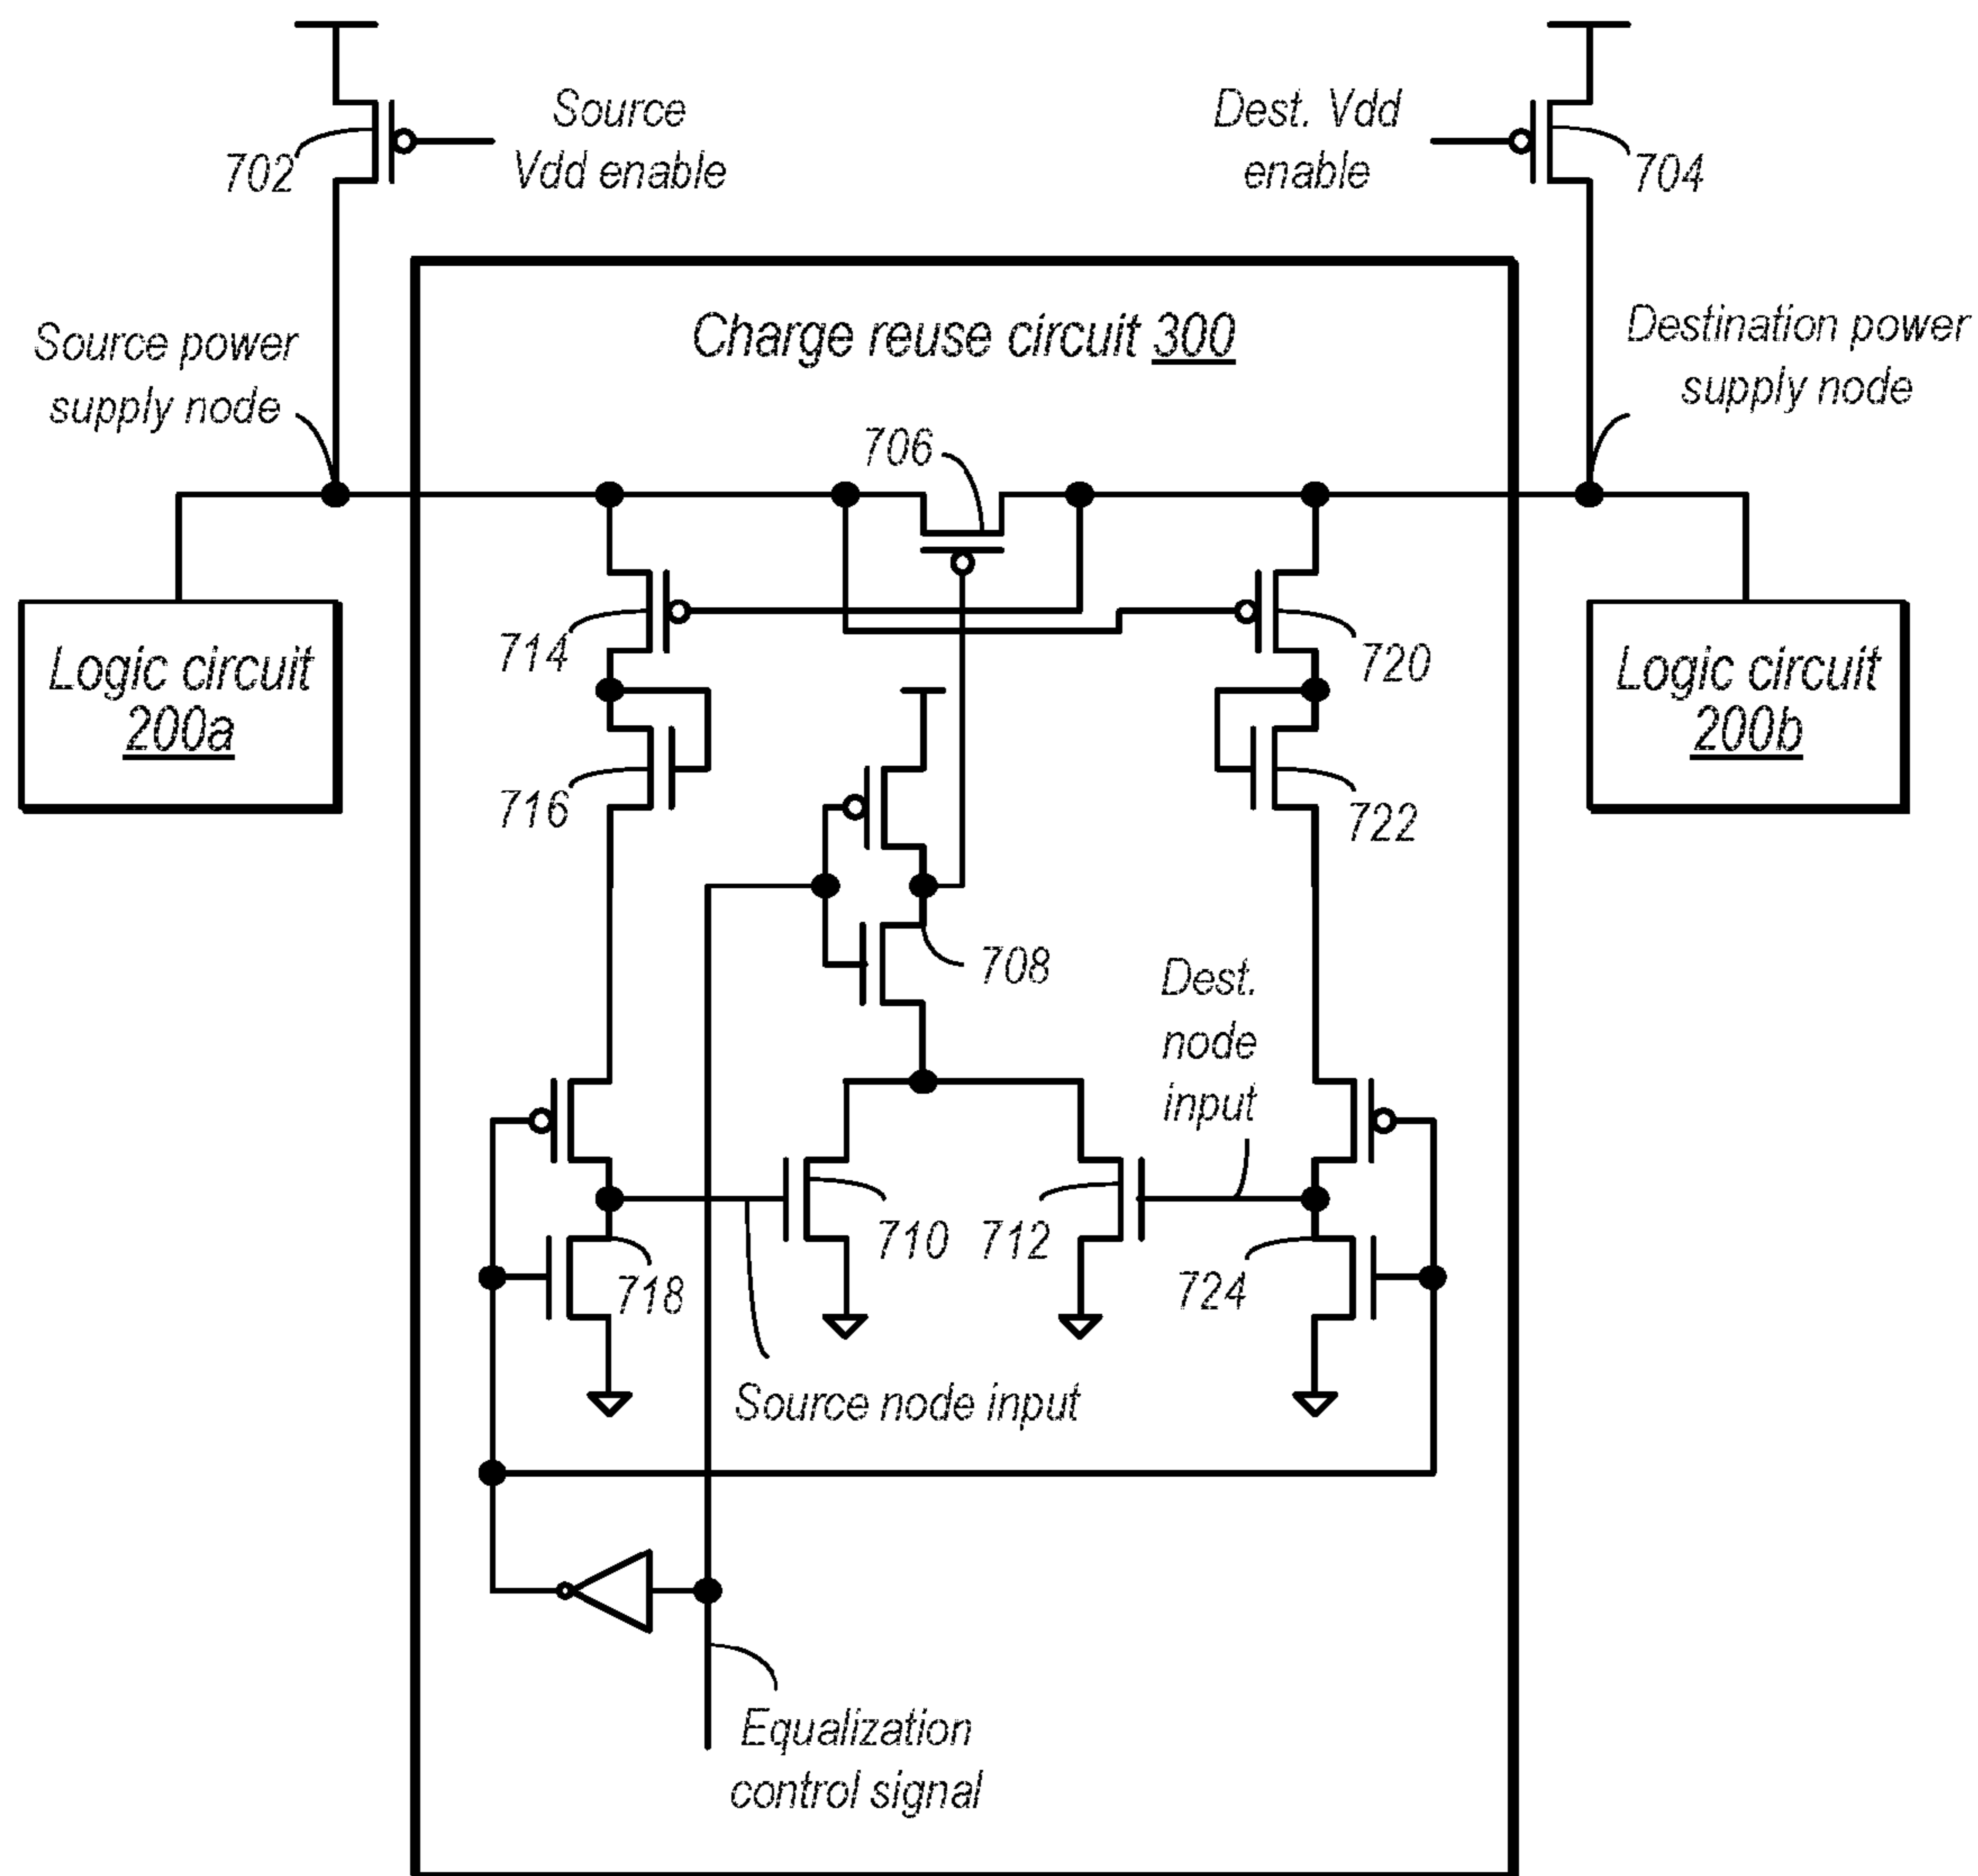 Source
Vdd enable
702
Dest. Vdd
enable
704
Source power
supply node
Charge reuse circuit 300
Destination power
supply node
706
714
720
Logic circuit
200a
Logic circuit
200b
716
722
708
Dest.
node
input
710
712
718
724
Source node input
Equalization
control signal